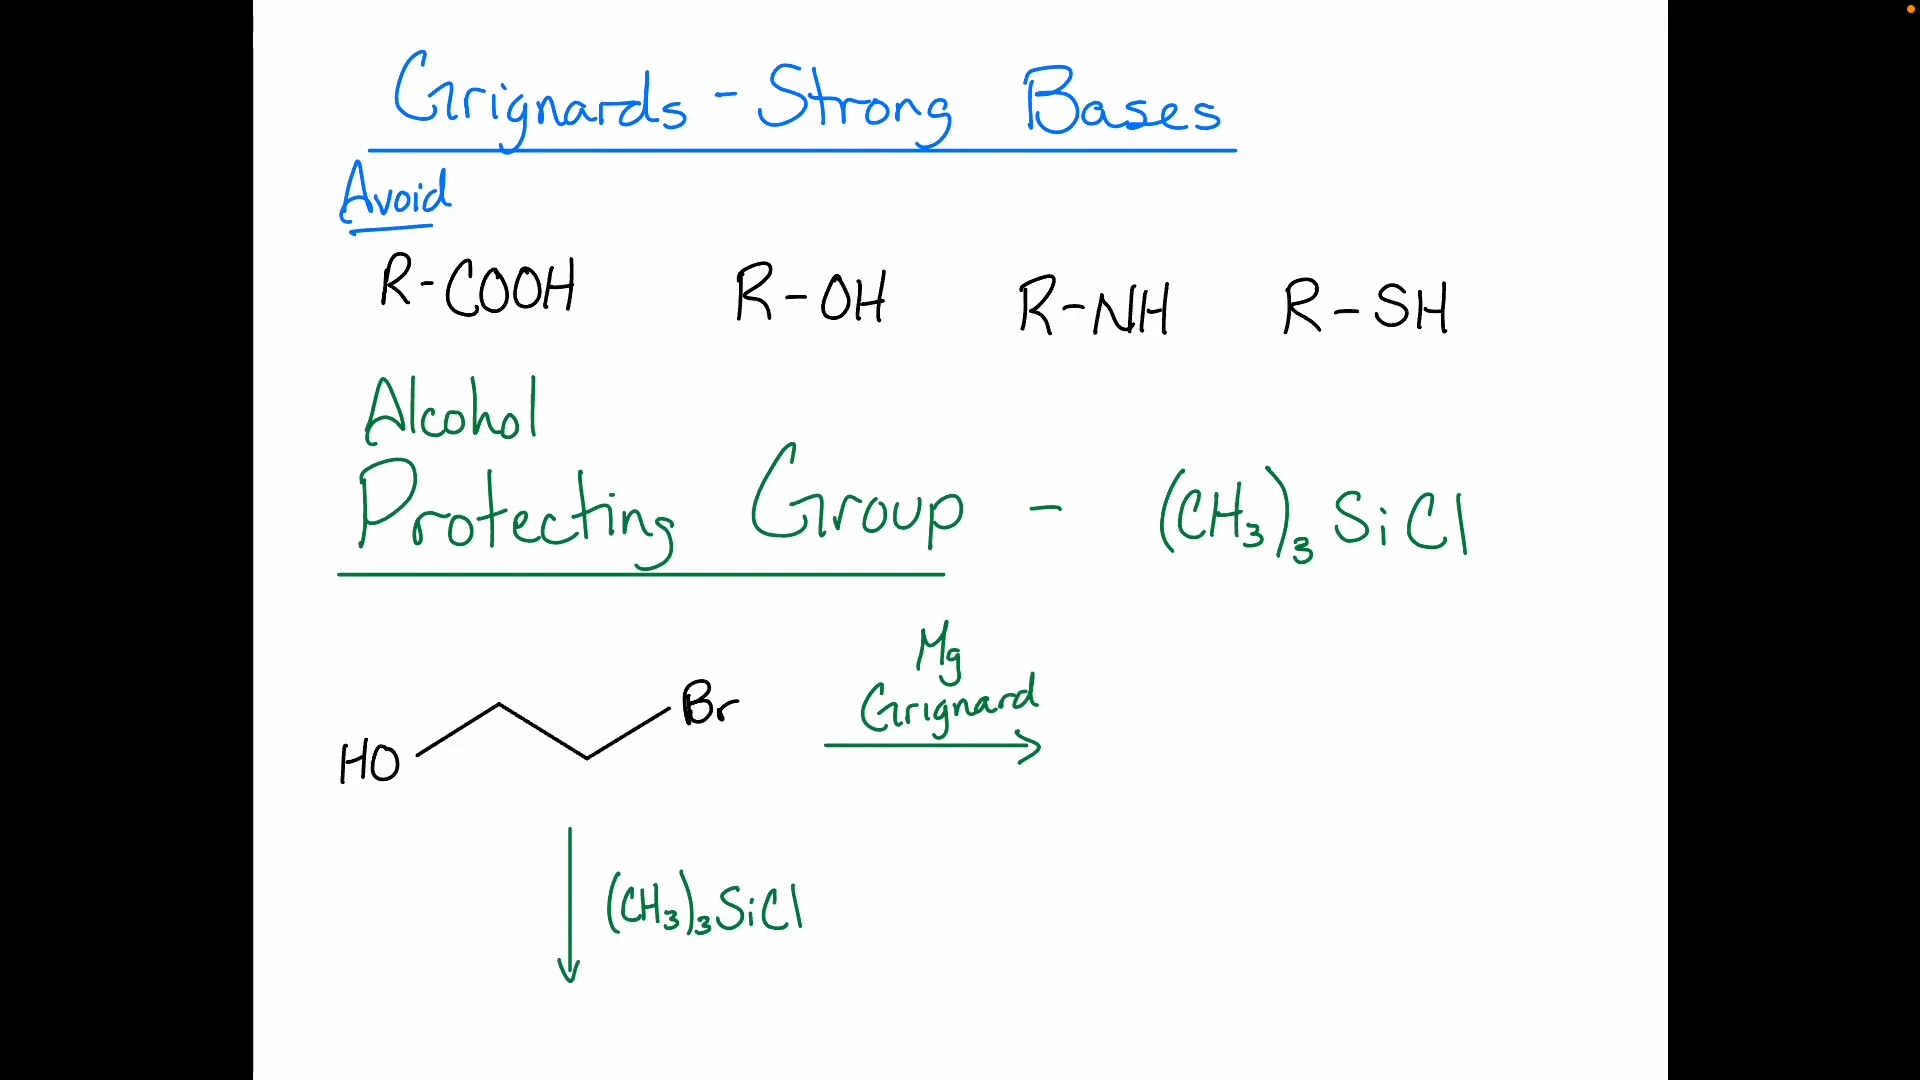 Grignards - Strong Bases
Avoid
R-COOH R-OH R-NH R-SH
Alcohol
Protecting Group - (CH₃)₃SiCl
Mg
Grignard
HO Br
(CH₃)₃SiCl